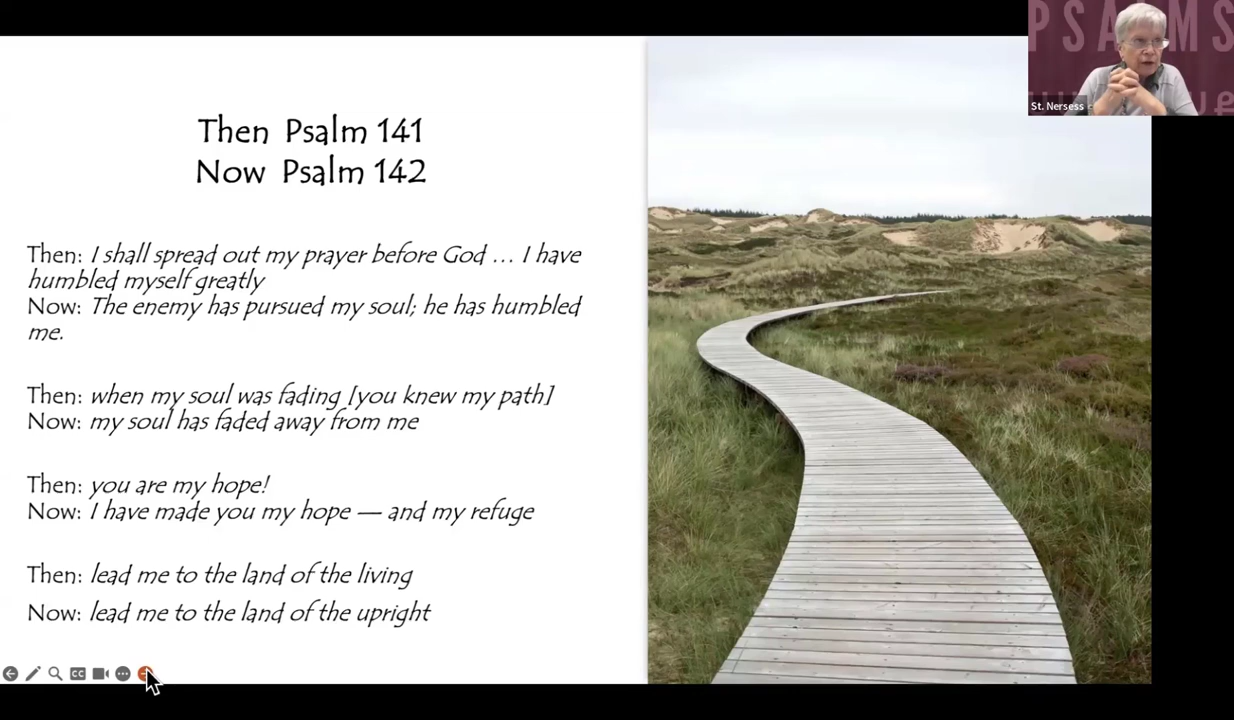 Then Psalm 141
Now Psalm 142
Then: I shall spread out my prayer before God ... I have
humbled myself greatly
Now: The enemy has pursued my soul; he has humbled
me.
Then: when my soul was fading [you knew my path]
Now: my soul has faded away from me
Then: you are my hope!
Now: I have made you my hope — and my refuge
Then: lead me to the land of the living
Now: lead me to the land of the upright
PSALMS
St. Nersess
CC